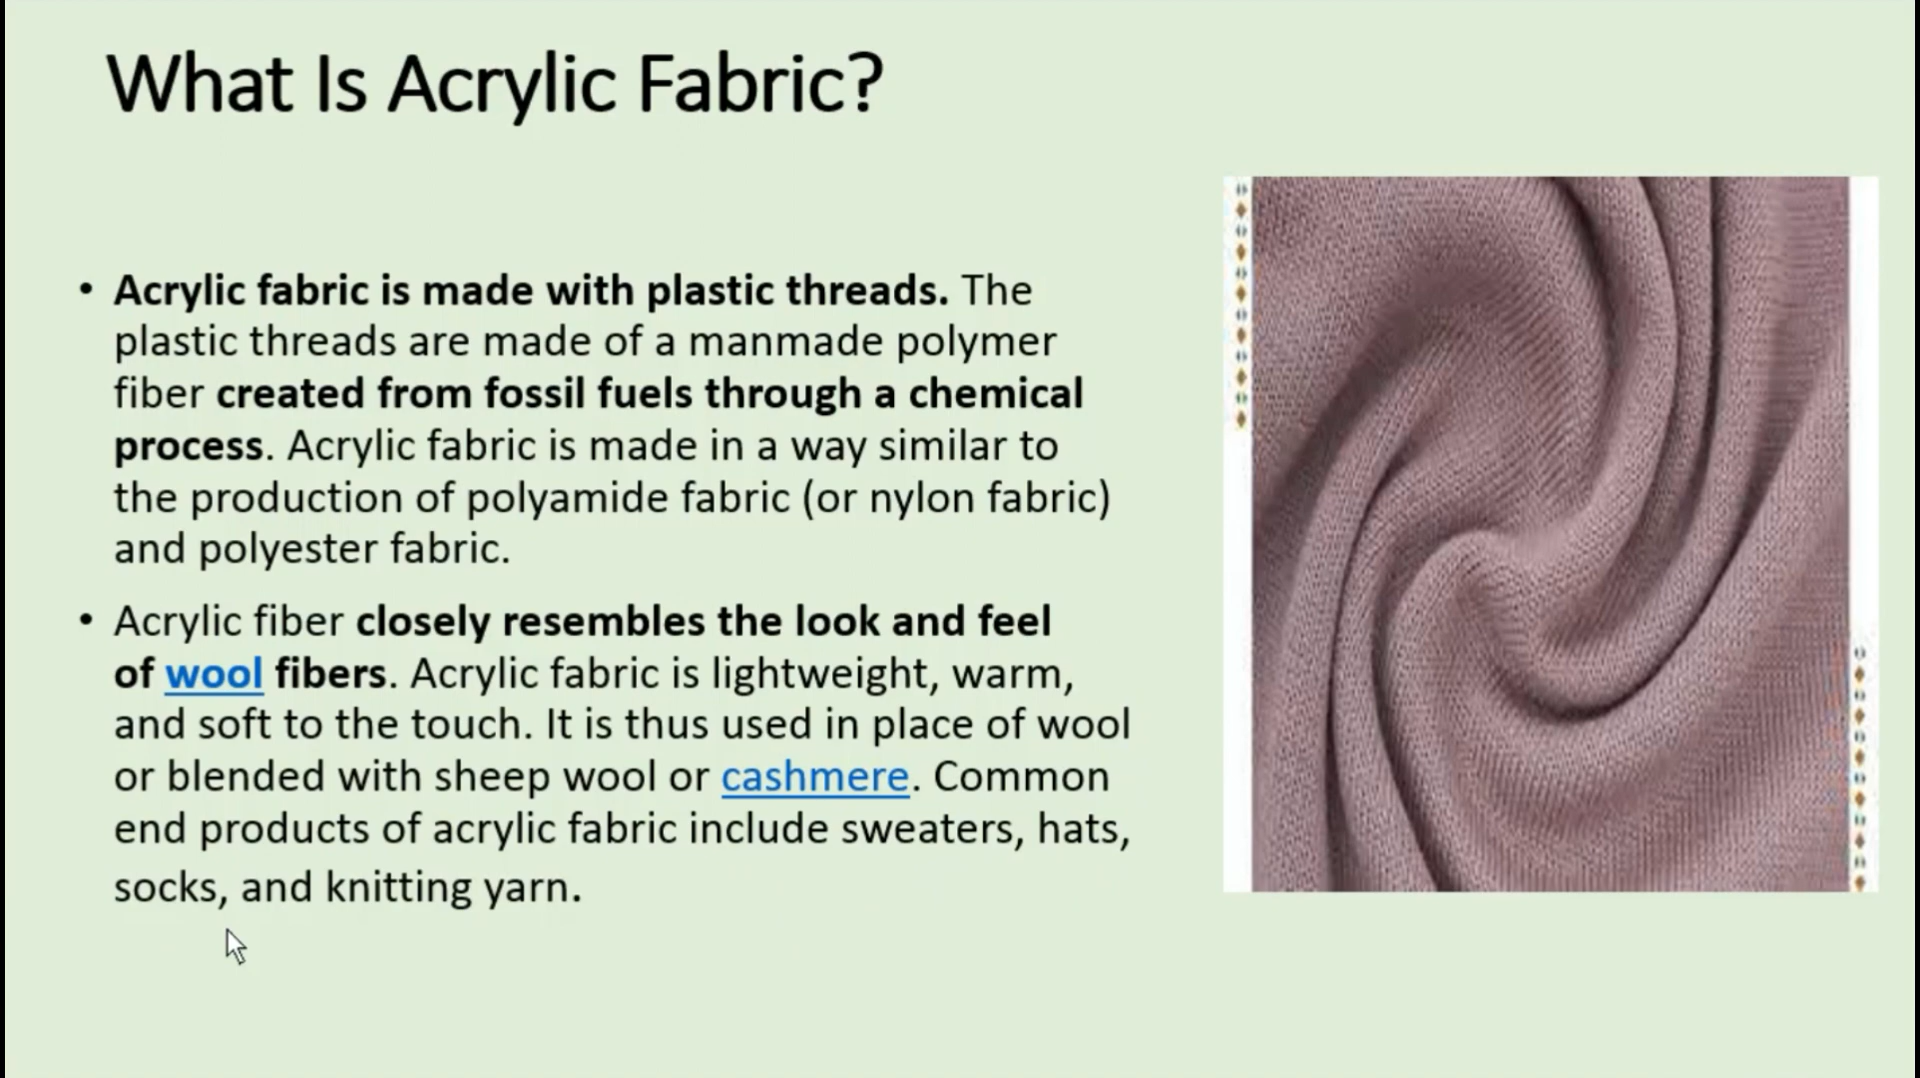 What Is Acrylic Fabric?
• Acrylic fabric is made with plastic threads. The
plastic threads are made of a manmade polymer
fiber created from fossil fuels through a chemical
process. Acrylic fabric is made in a way similar to
the production of polyamide fabric (or nylon fabric)
and polyester fabric.
• Acrylic fiber closely resembles the look and feel
of wool fibers. Acrylic fabric is lightweight, warm,
and soft to the touch. It is thus used in place of wool
or blended with sheep wool or cashmere. Common
end products of acrylic fabric include sweaters, hats,
socks, and knitting yarn.